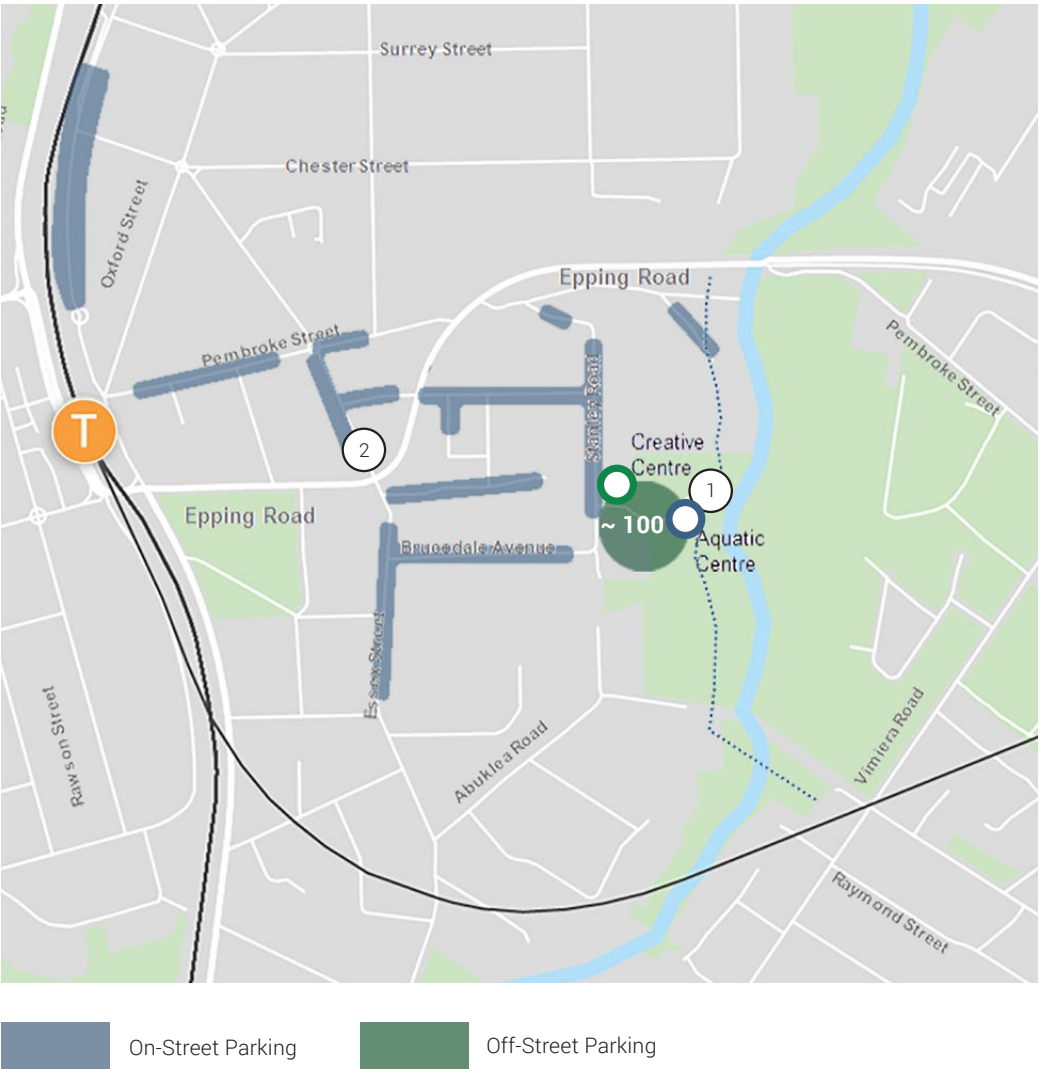 Surrey Street
Chester Street
Oxford Street
Epping Road
Pembroke Street
Pembroke Street
T
Stanley Road
2
Creative
Centre
1
~ 100
Epping Road
Aquatic
Centre
Brucedale Avenue
Essex Street
Rawson Street
Abuklea Road
Vimiera Road
Raymond Street
On-Street Parking
Off-Street Parking